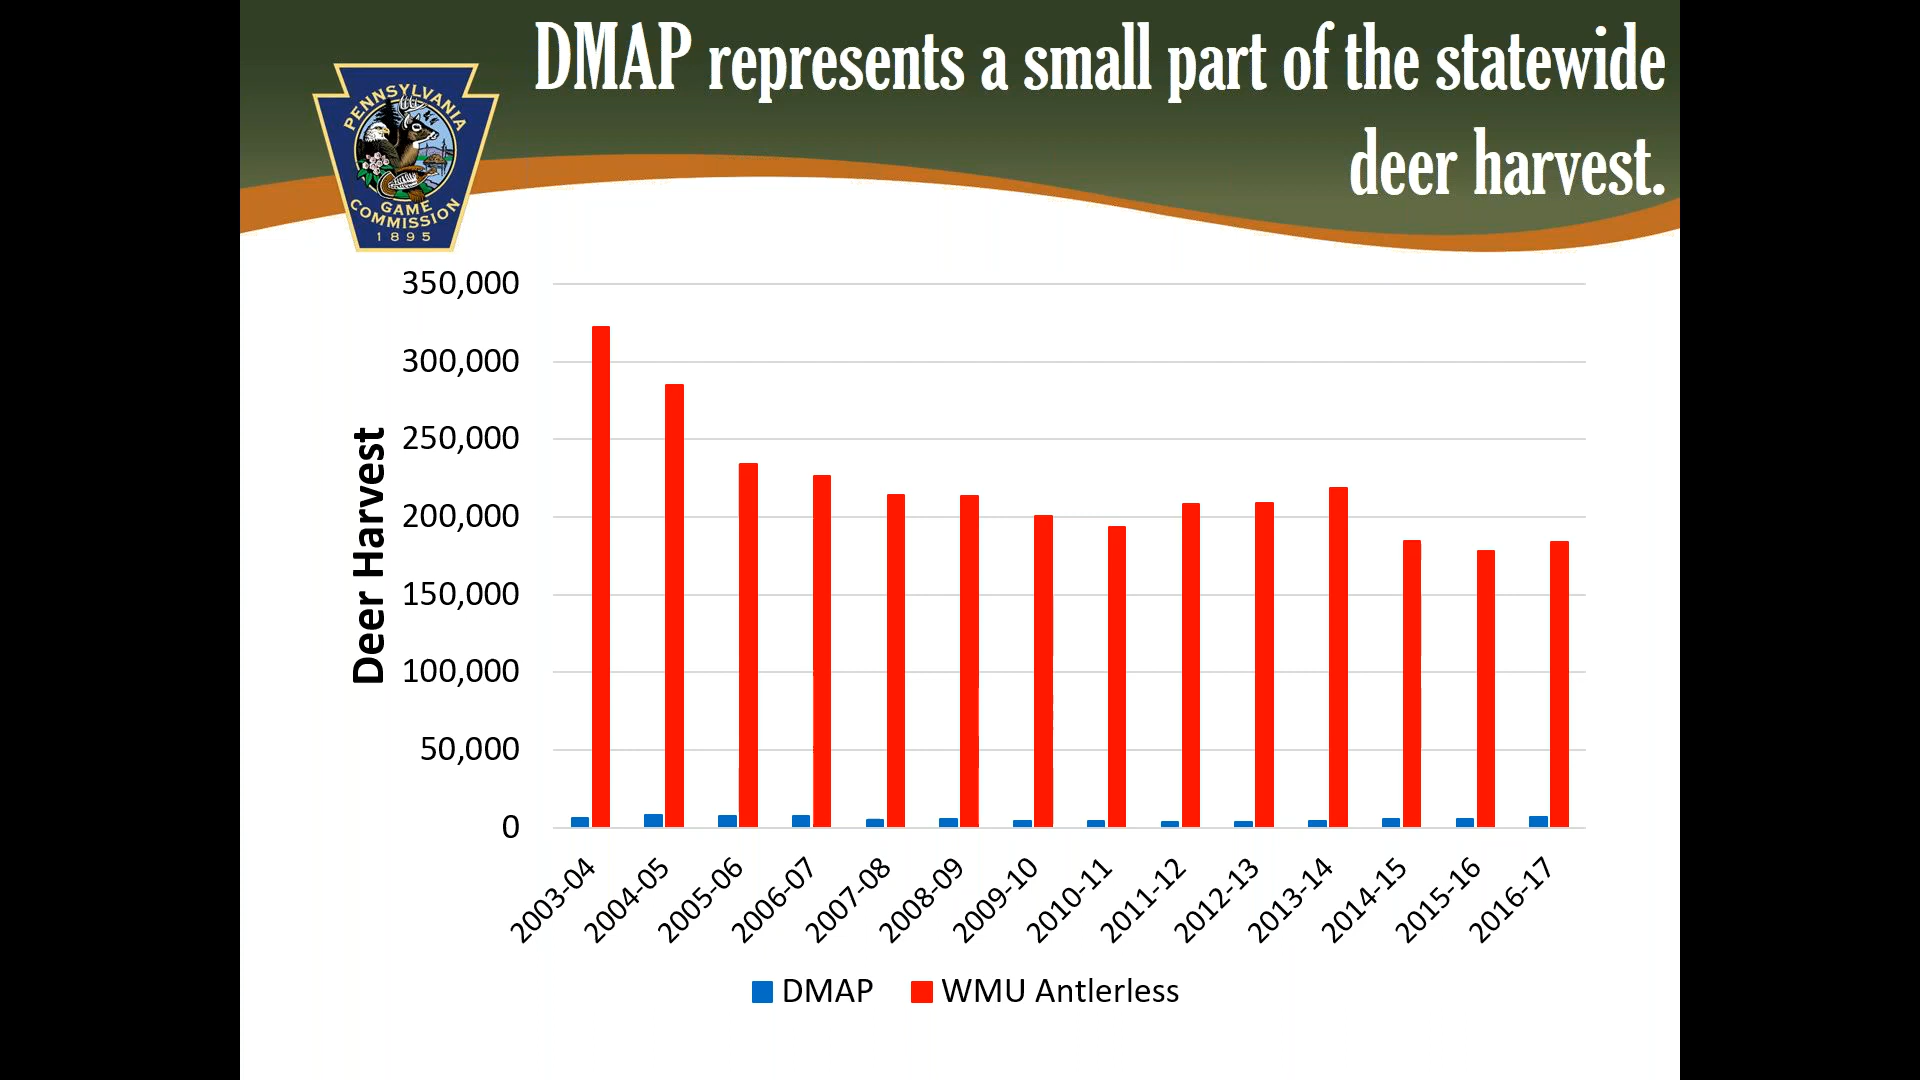 DMAP represents a small part of the statewide
deer harvest.
PENNSYLVANIA
GAME
COMMISSION
1895
350,000
300,000
250,000
200,000
150,000
100,000
50,000
0
Deer Harvest
2003-04
2004-05
2005-06
2006-07
2007-08
2008-09
2009-10
2010-11
2011-12
2012-13
2013-14
2014-15
2015-16
2016-17
DMAP
WMU Antlerless